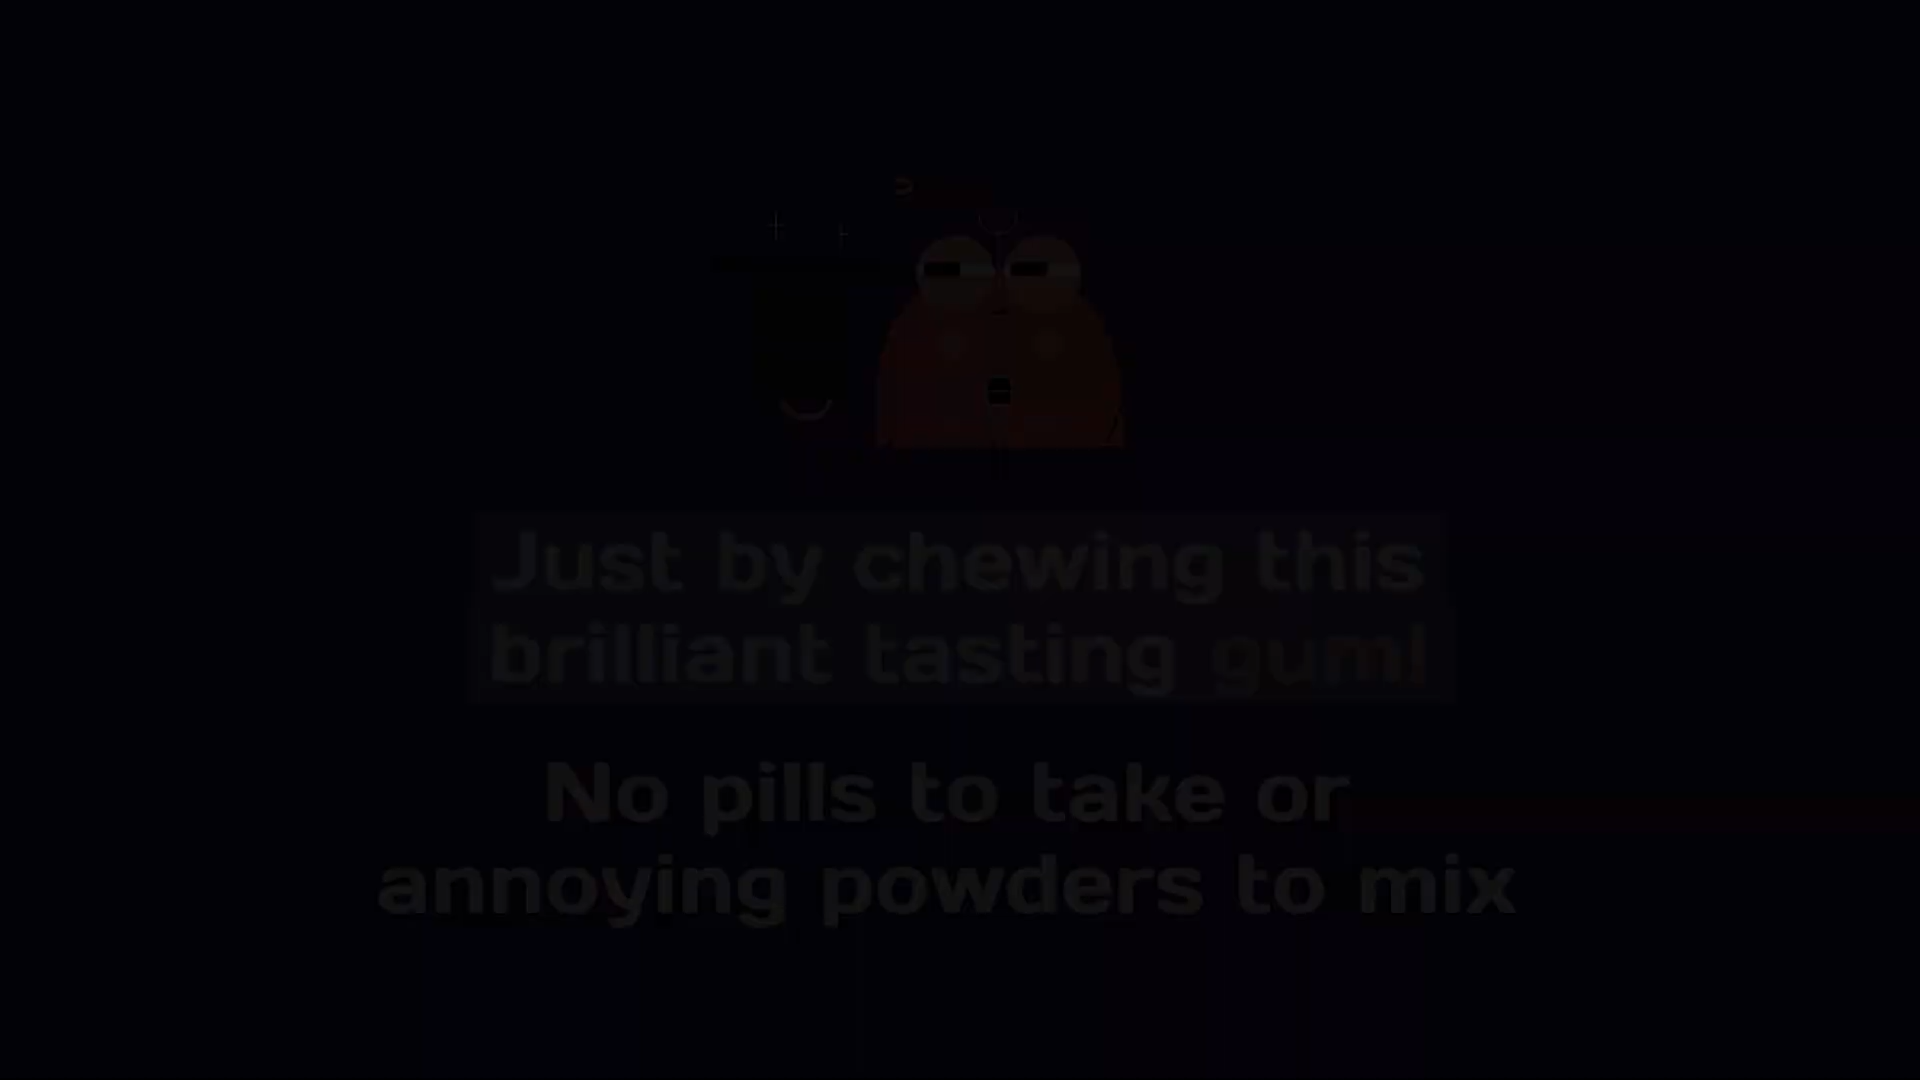 Just by chewing this
brilliant tasting gum!
No pills to take or
annoying powders to mix